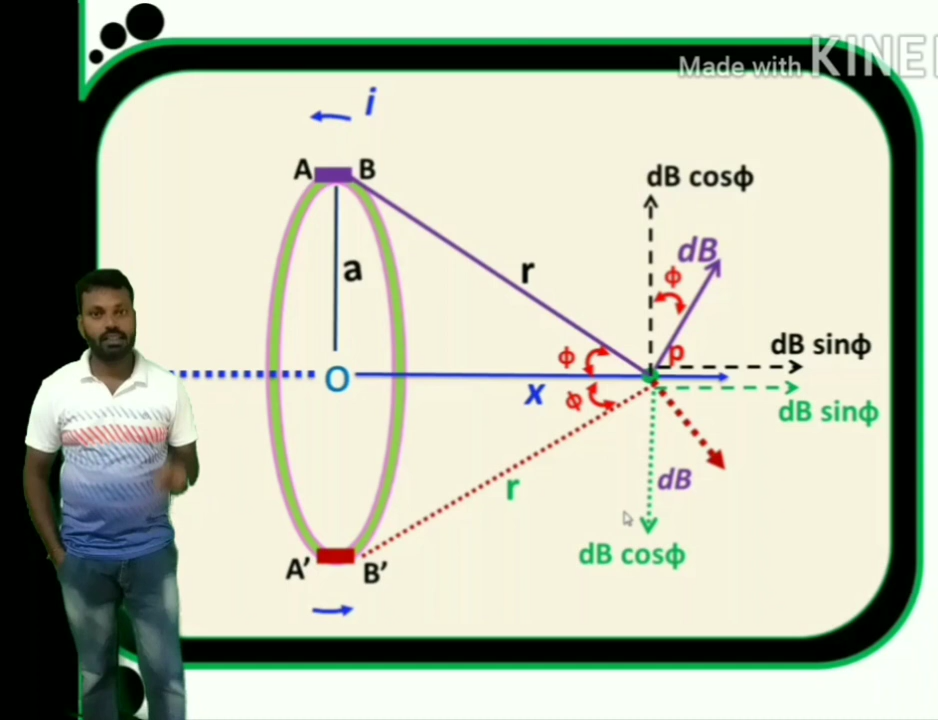 Made with KINE
i
A B
dB cosϕ
dB
a
r
ϕ
p
ϕ
dB sinϕ
O
x
ϕ
dB sinϕ
r
dB
dB cosϕ
A’ B’